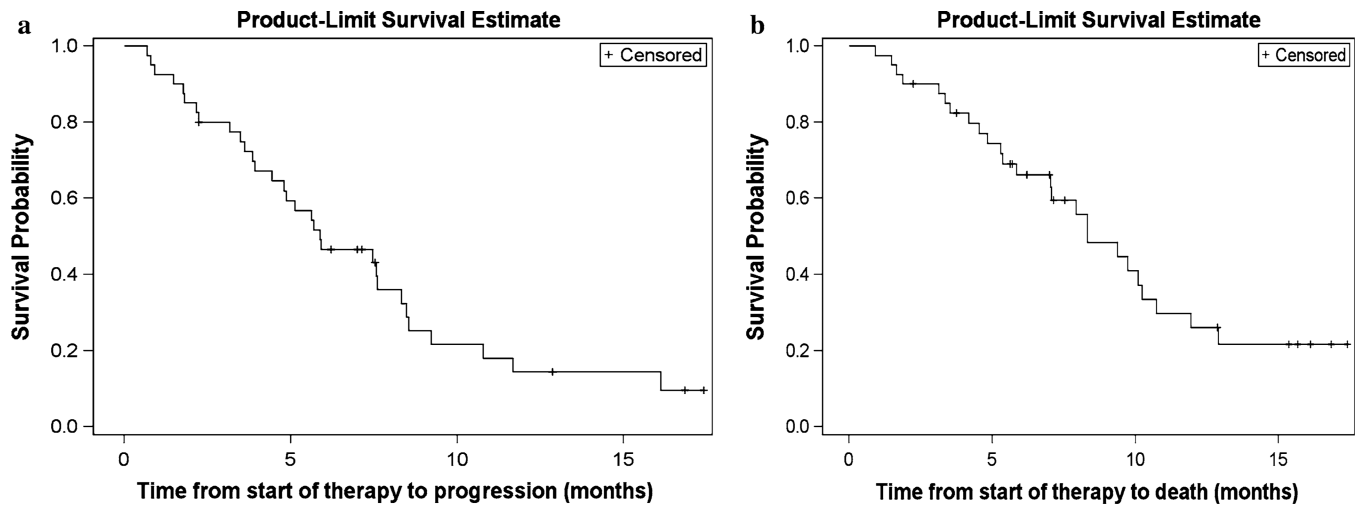 a
Product-Limit Survival Estimate
+ Censored
1.0
0.8
0.6
0.4
0.2
0.0
Survival Probability
0 5 10 15
Time from start of therapy to progression (months)
b
Product-Limit Survival Estimate
+ Censored
1.0
0.8
0.6
0.4
0.2
0.0
Survival Probability
0 5 10 15
Time from start of therapy to death (months)